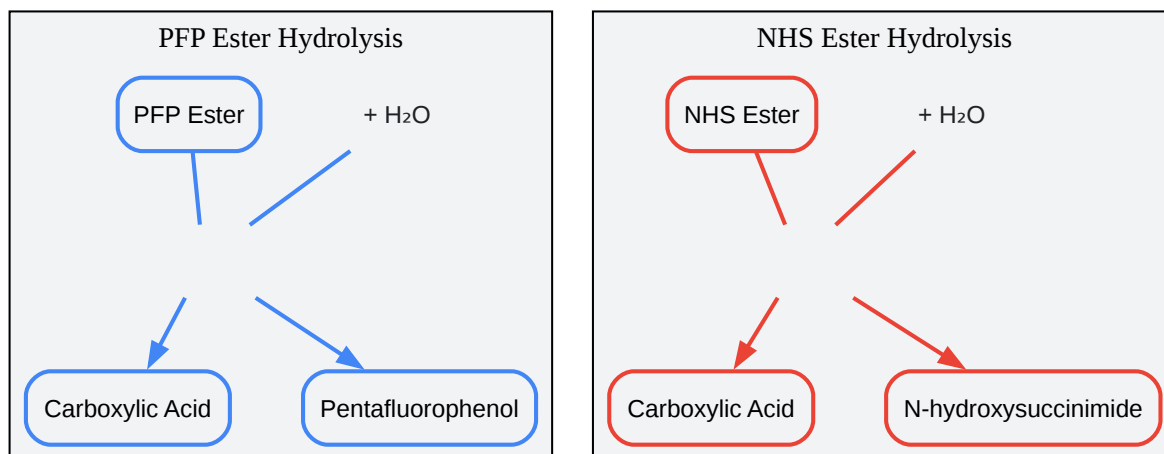 PFP Ester Hydrolysis
PFP Ester
+ H₂O
Carboxylic Acid
Pentafluorophenol
NHS Ester Hydrolysis
NHS Ester
+ H₂O
Carboxylic Acid
N-hydroxysuccinimide